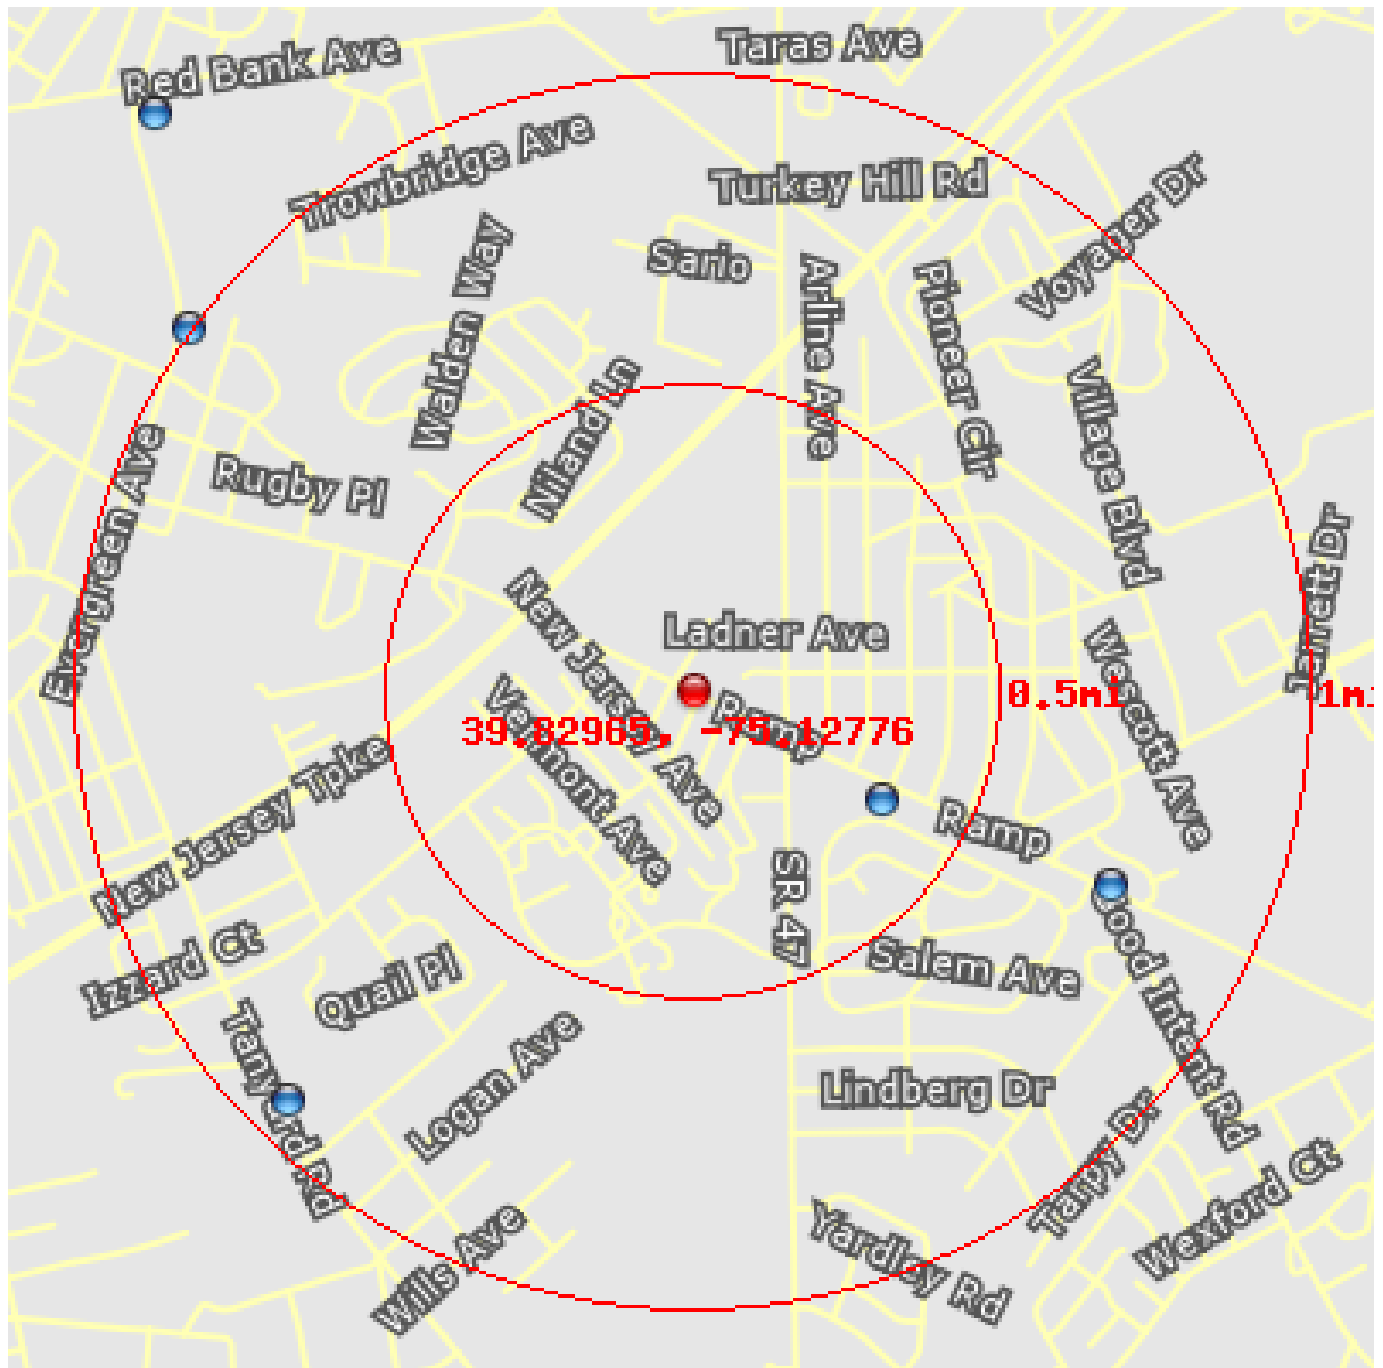 Taras Ave
Red Bank Ave
Trowbridge Ave
Turkey Hill Rd
Voyager Dr
Sario
Walden Way
Arline Ave
Pioneer Cir
Niland Ln
Village Blvd
Rugby Pl
Evergreen Ave
Jarrett Dr
New Jersey Ave
Ladner Ave
Wescott Ave
0.5mi
1mi
Ramp
39.82965, -75.12776
Vermont Ave
New Jersey Tpke
Ramp
SR 47
Good Intent Rd
Izzard Ct
Quail Pl
Salem Ave
Tanyard Rd
Logan Ave
Lindberg Dr
Tarpy Dr
Wexford Ct
Willis Ave
Yardley Rd